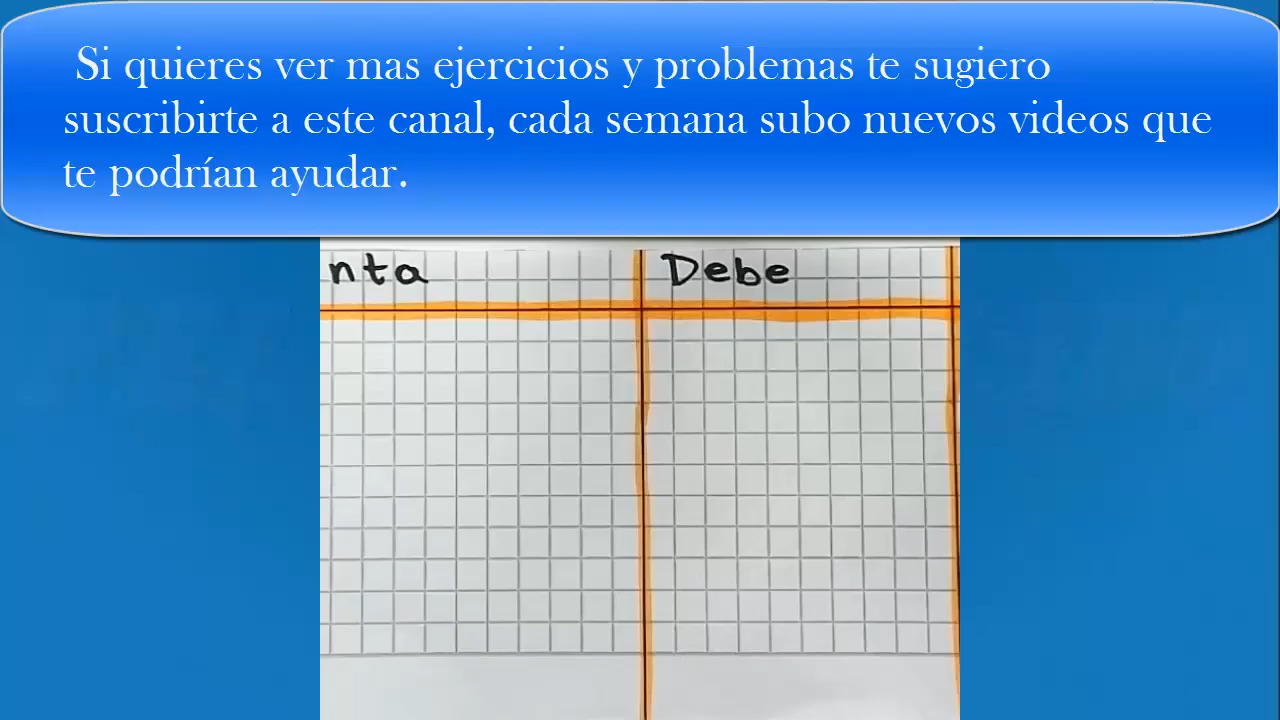 Si quieres ver mas ejercicios y problemas te sugiero
suscribirte a este canal, cada semana subo nuevos videos que
te podrían ayudar.
nta Debe